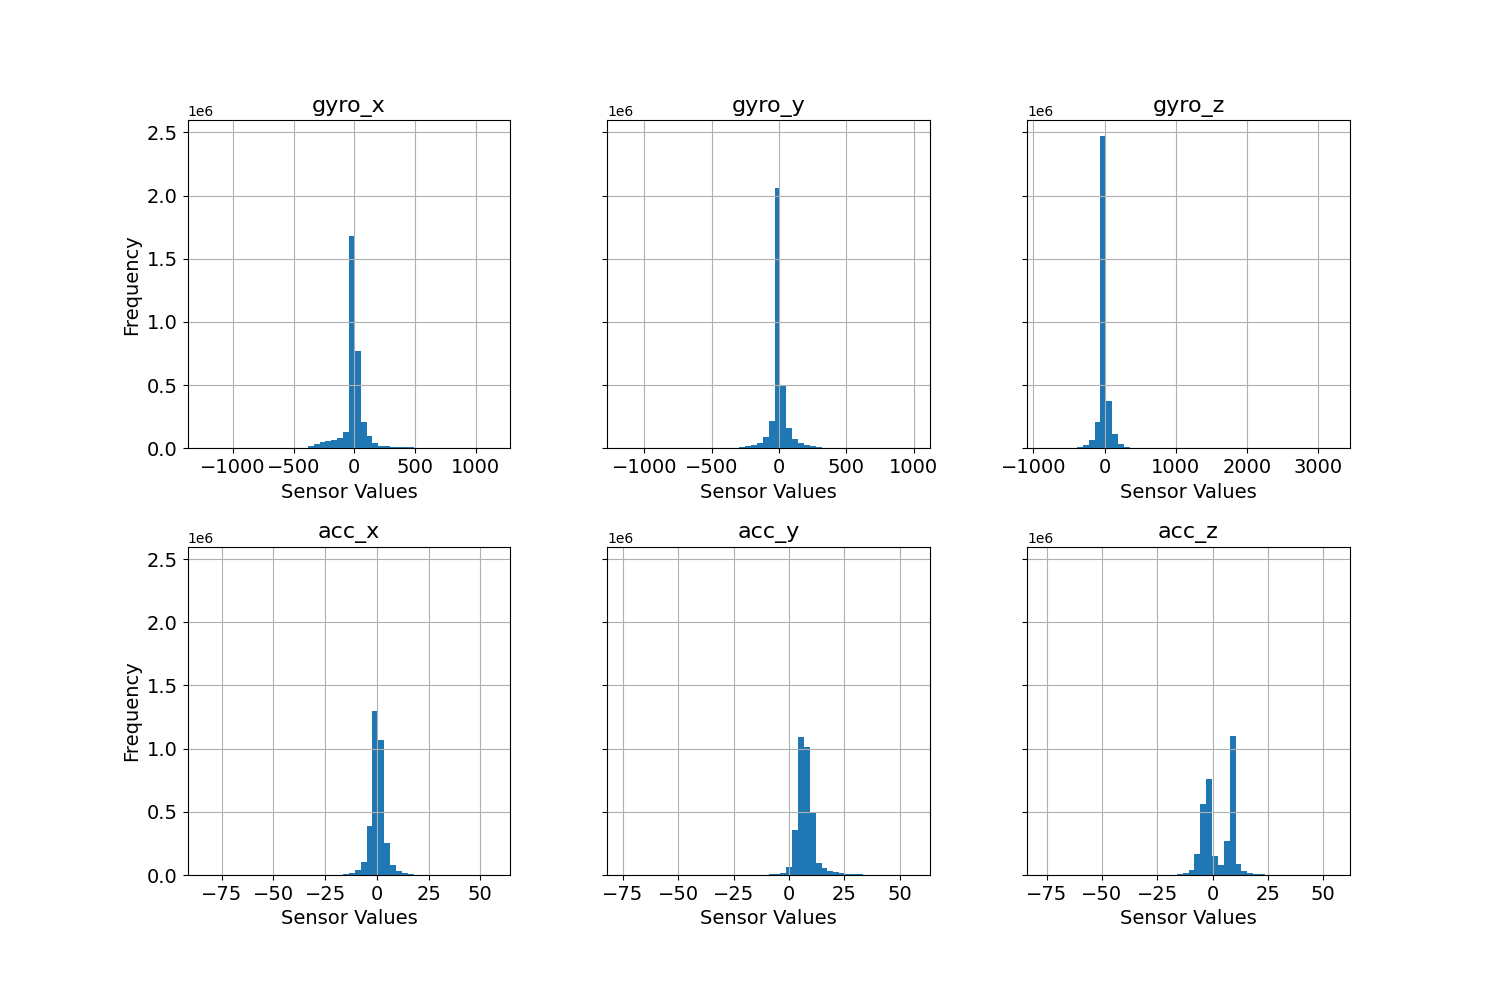 gyro_x gyro_y gyro_z
1e6 1e6 1e6
2.5
2.0
1.5
1.0
0.5
0.0
Frequency
−1000 −500 0 500 1000 −1000 −500 0 500 1000 −1000 0 1000 2000 3000
Sensor Values Sensor Values Sensor Values
acc_x acc_y acc_z
1e6 1e6 1e6
2.5
2.0
1.5
1.0
0.5
0.0
Frequency
−75 −50 −25 0 25 50 −75 −50 −25 0 25 50 −75 −50 −25 0 25 50
Sensor Values Sensor Values Sensor Values